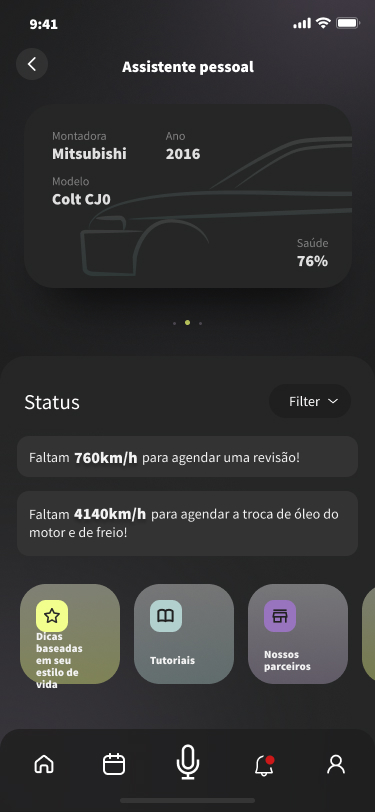 9:41
Assistente pessoal
Montadora
Ano
Mitsubishi
2016
Modelo
Colt CJ0
Saúde
76%
Status
Filter
Faltam 760km/h para agendar uma revisão!
Faltam 4140km/h para agendar a troca de óleo do
motor e de freio!
Dicas
baseadas
em seu
estilo de
vida
Tutoriais
Nossos
parceiros